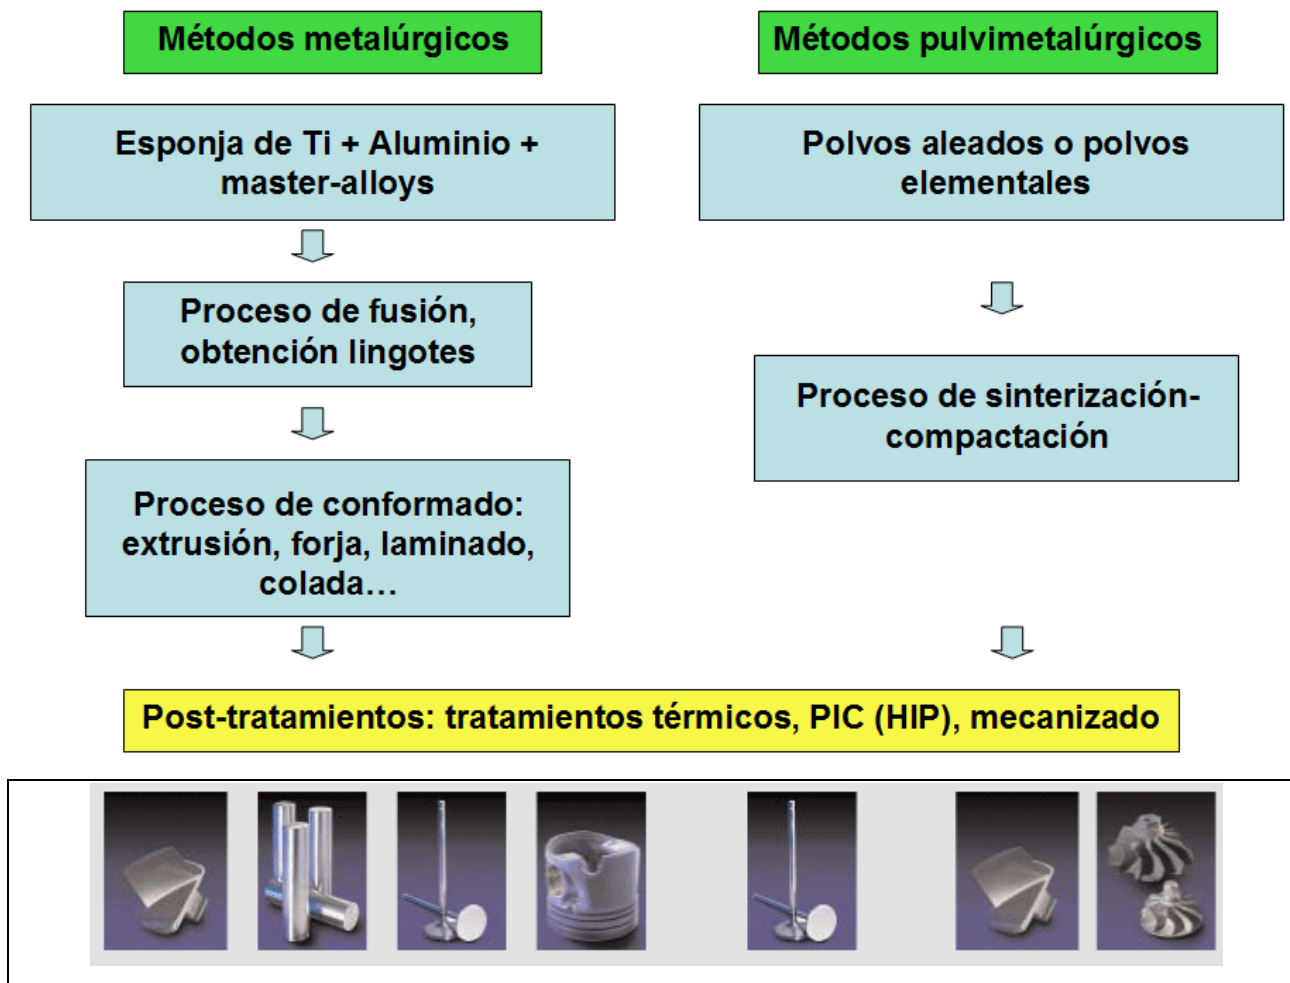 Métodos metalúrgicos
Métodos pulvimetalúrgicos
Esponja de Ti + Aluminio +
master-alloys
Polvos aleados o polvos
elementales
Proceso de fusión,
obtención lingotes
Proceso de sinterización-
compactación
Proceso de conformado:
extrusión, forja, laminado,
colada…
Post-tratamientos: tratamientos térmicos, PIC (HIP), mecanizado